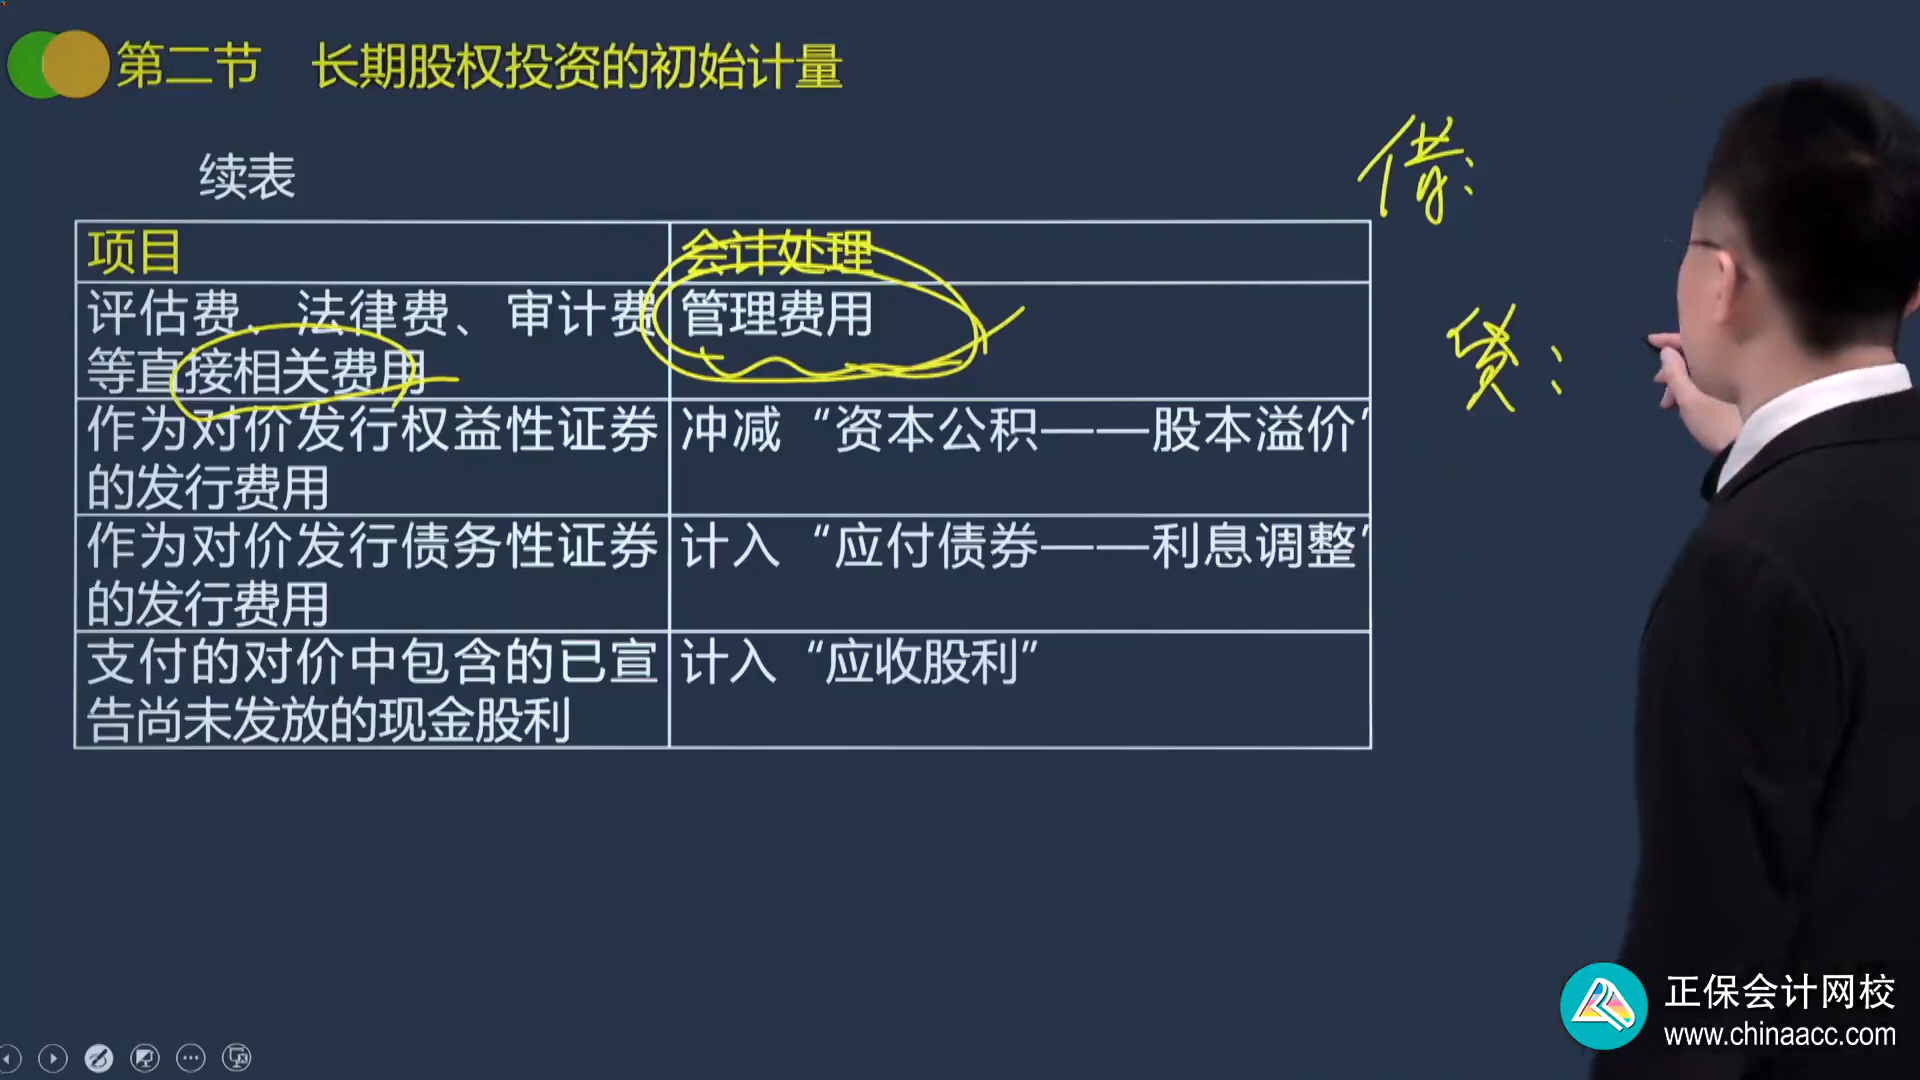 第二节 长期股权投资的初始计量
续表
借：
项目
会计处理
评估费、法律费、审计费
等直接相关费用
管理费用
贷：
作为对价发行权益性证券
的发行费用
冲减“资本公积——股本溢价”
作为对价发行债务性证券
的发行费用
计入“应付债券——利息调整”
支付的对价中包含的已宣
告尚未发放的现金股利
计入“应收股利”
正保会计网校
www.chinaacc.com